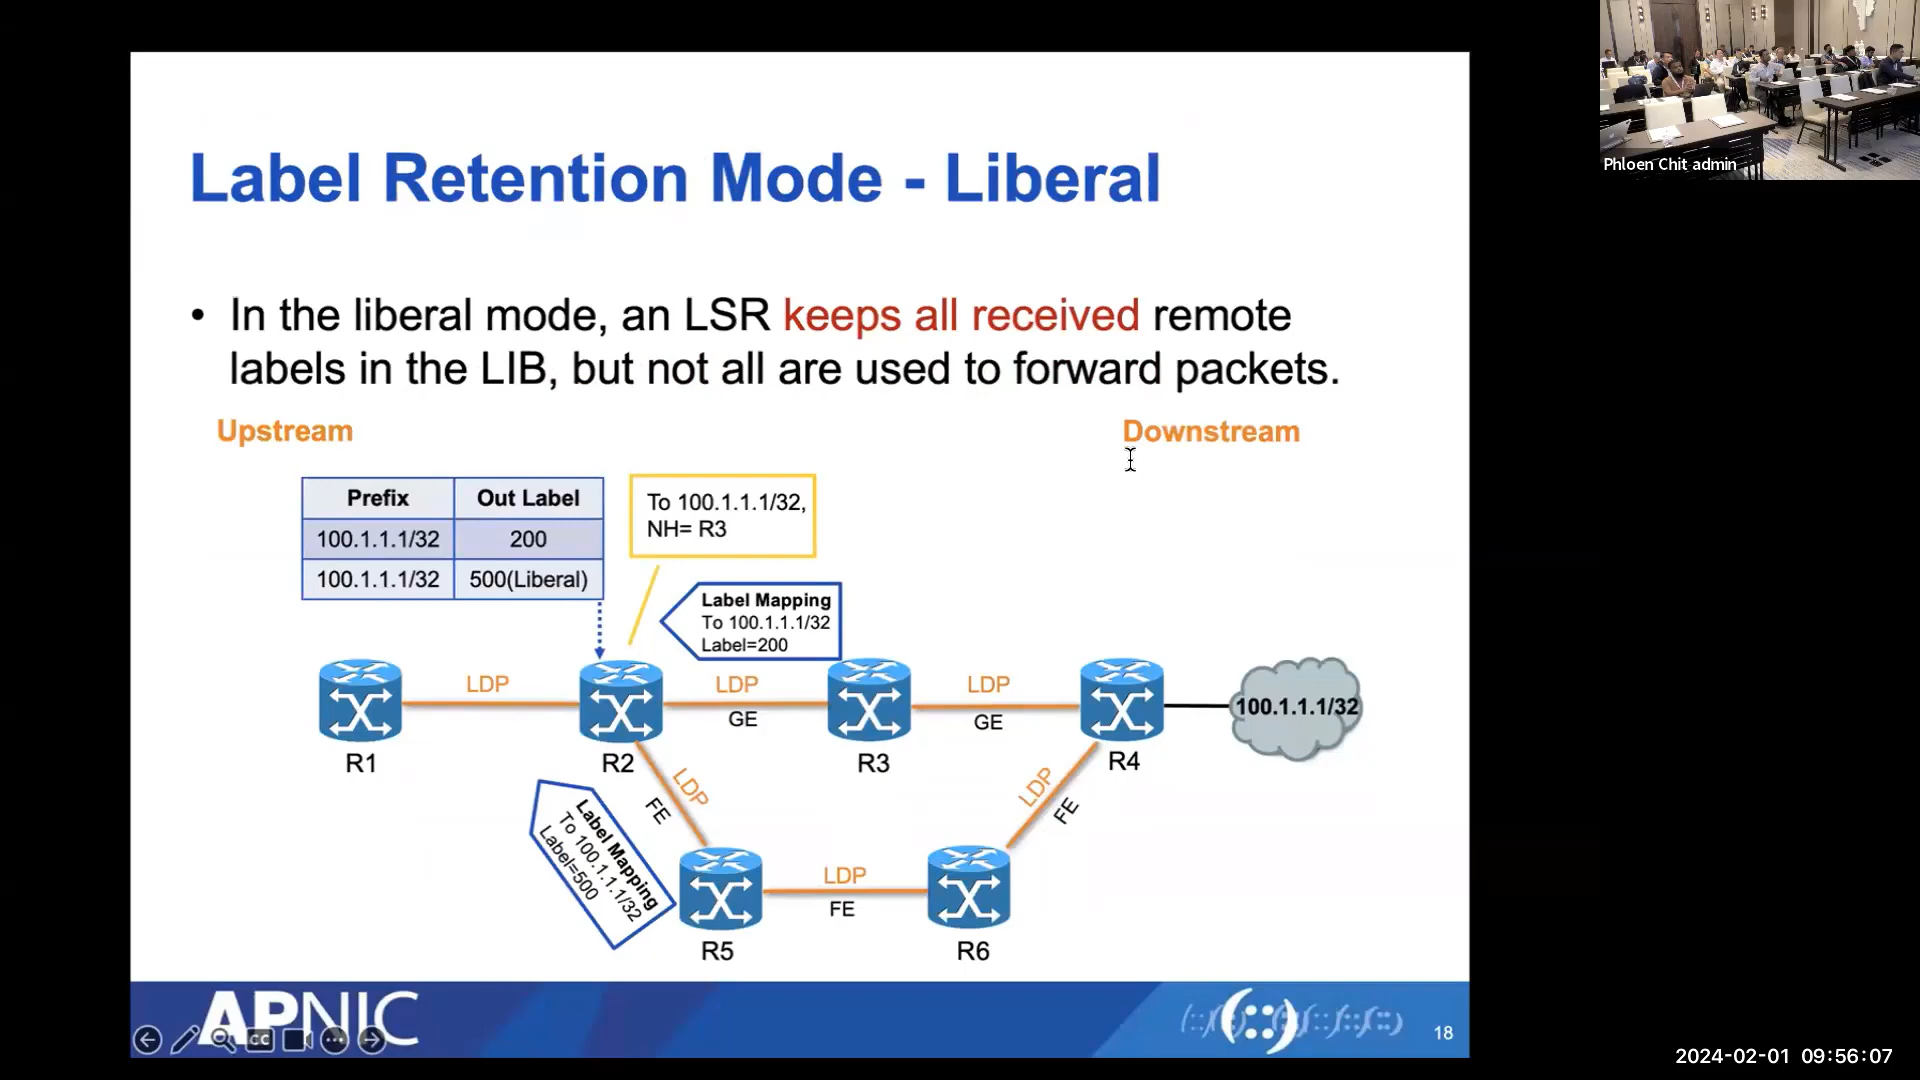 Phloen Chit admin
Label Retention Mode - Liberal
• In the liberal mode, an LSR keeps all received remote
labels in the LIB, but not all are used to forward packets.
Upstream
Downstream
Prefix Out Label
100.1.1.1/32 200
100.1.1.1/32 500(Liberal)
To 100.1.1.1/32,
NH= R3
Label Mapping
To 100.1.1.1/32
Label=200
LDP
LDP
LDP
GE
GE
100.1.1.1/32
R1
R2
R3
R4
LDP
FE
LDP
FE
Label Mapping
To 100.1.1.1/32
Label=500
LDP
FE
R5
R6
APNIC
CC
(::)
18
2024-02-01 09:56:07